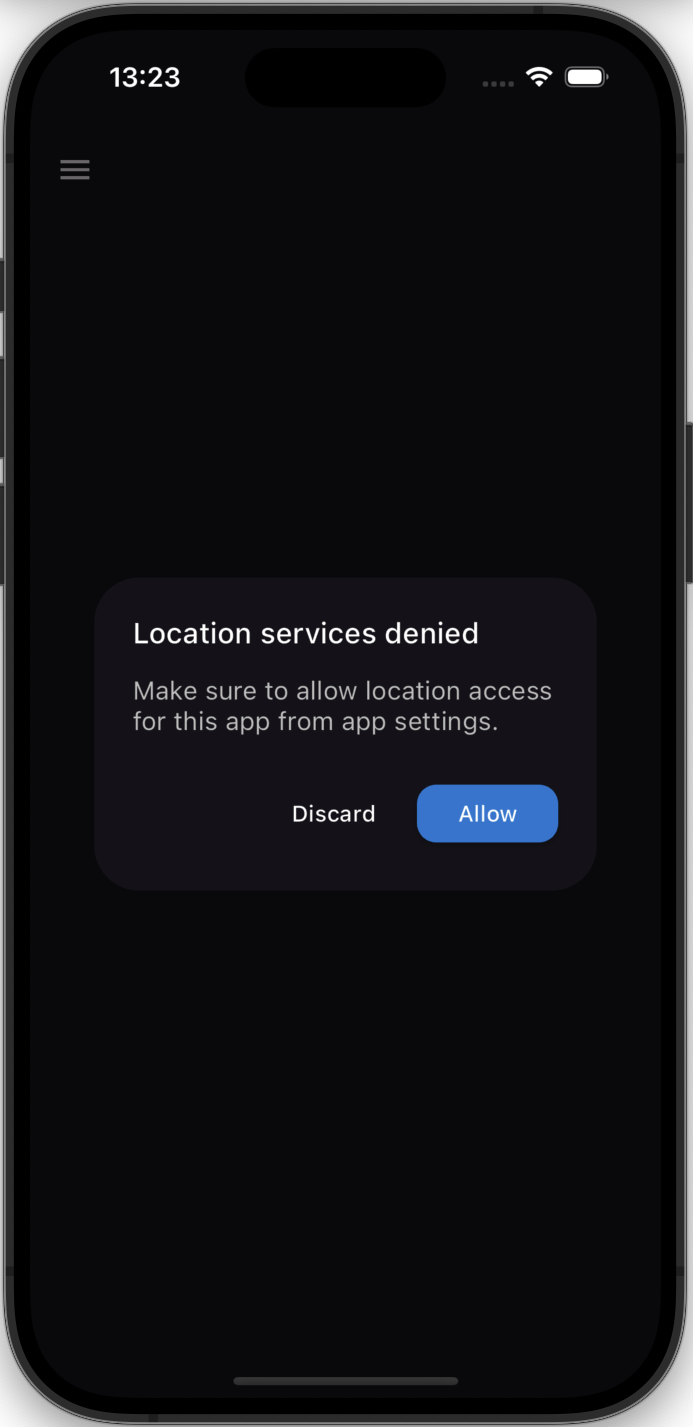 13:23
Location services denied
Make sure to allow location access
for this app from app settings.
Discard
Allow